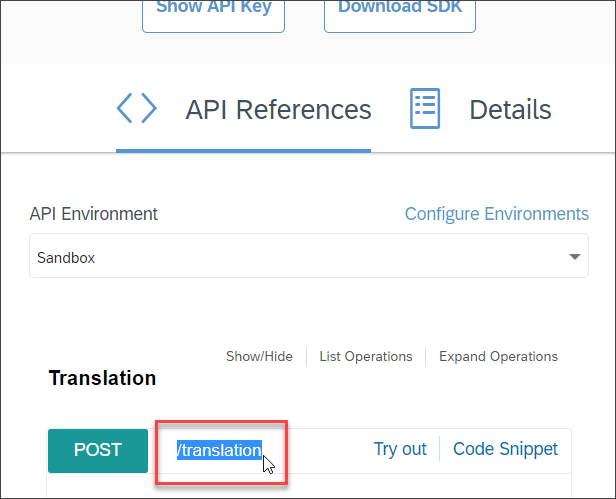 Show API Key Download SDK
API References Details
API Environment Configure Environments
Sandbox
Show/Hide List Operations Expand Operations
Translation
POST /translation Try out Code Snippet